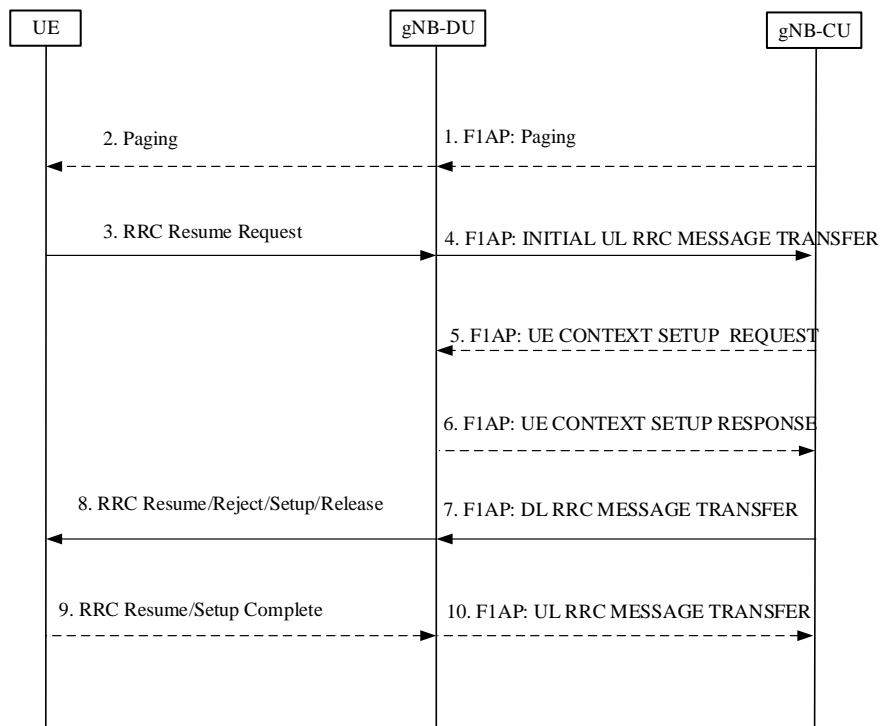 UE
gNB-DU
gNB-CU
2. Paging
1. F1AP: Paging
3. RRC Resume Request
4. F1AP: INITIAL UL RRC MESSAGE TRANSFER
5. F1AP: UE CONTEXT SETUP REQUEST
6. F1AP: UE CONTEXT SETUP RESPONSE
8. RRC Resume/Reject/Setup/Release
7. F1AP: DL RRC MESSAGE TRANSFER
9. RRC Resume/Setup Complete
10. F1AP: UL RRC MESSAGE TRANSFER